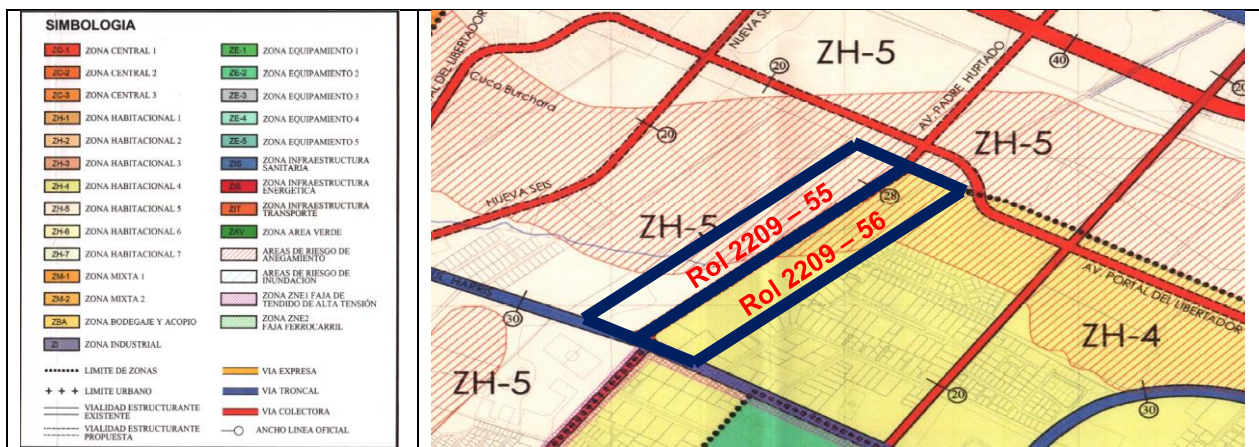 SIMBOLOGIA
ZC-1 ZONA CENTRAL 1
ZC-2 ZONA CENTRAL 2
ZC-3 ZONA CENTRAL 3
ZH-1 ZONA HABITACIONAL 1
ZH-2 ZONA HABITACIONAL 2
ZH-3 ZONA HABITACIONAL 3
ZH-4 ZONA HABITACIONAL 4
ZH-5 ZONA HABITACIONAL 5
ZH-6 ZONA HABITACIONAL 6
ZH-7 ZONA HABITACIONAL 7
ZM-1 ZONA MIXTA 1
ZM-2 ZONA MIXTA 2
ZBA ZONA BODEGAJE Y ACOPIO
ZI ZONA INDUSTRIAL
LIMITE DE ZONAS
LIMITE URBANO
VIALIDAD ESTRUCTURANTE
EXISTENTE
VIALIDAD ESTRUCTURANTE
PROPUESTA
ZE-1 ZONA EQUIPAMIENTO 1
ZE-2 ZONA EQUIPAMIENTO 2
ZE-3 ZONA EQUIPAMIENTO 3
ZE-4 ZONA EQUIPAMIENTO 4
ZE-5 ZONA EQUIPAMIENTO 5
ZIS ZONA INFRAESTRUCTURA
SANITARIA
ZIE ZONA INFRAESTRUCTURA
ENERGETICA
ZIT ZONA INFRAESTRUCTURA
TRANSPORTE
ZAV ZONA AREA VERDE
AREAS DE RIESGO DE
ANEGAMIENTO
AREAS DE RIESGO DE
INUNDACION
ZONA ZNE1 FAJA DE
TENDIDO DE ALTA TENSIÓN
ZONA ZNE2
FAJA FERROCARRIL
VIA EXPRESA
VIA TRONCAL
VIA COLECTORA
ANCHO LINEA OFICIAL
AL DEL LIBERTADOR
NUEVA SEIS
20
ZH-5
40
20
Cuca Burchara
20
AV. PADRE HURTADO
ZH-5
NUEVA SEIS
ZH-5
28
Rol 2209 – 55
Rol 2209 – 56
HARRIS
30
AV. PORTAL DEL LIBERTADOR
ZH-4
ZH-5
20
30